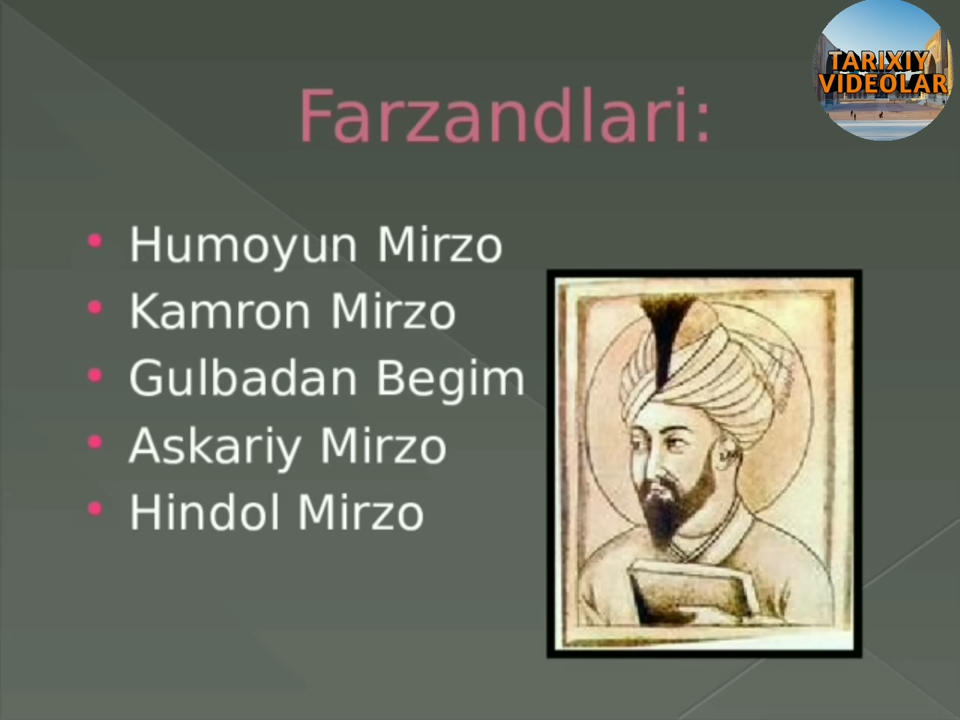 TARIXIY
VIDEOLAR
Farzandlari:
• Humoyun Mirzo
• Kamron Mirzo
• Gulbadan Begim
• Askariy Mirzo
• Hindol Mirzo